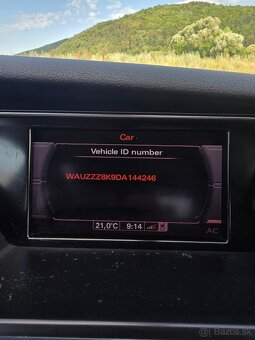 Car
Vehicle ID number
WAUZZZ8K9DA144246
21,0°C 9:14
AC
Bazos.sk